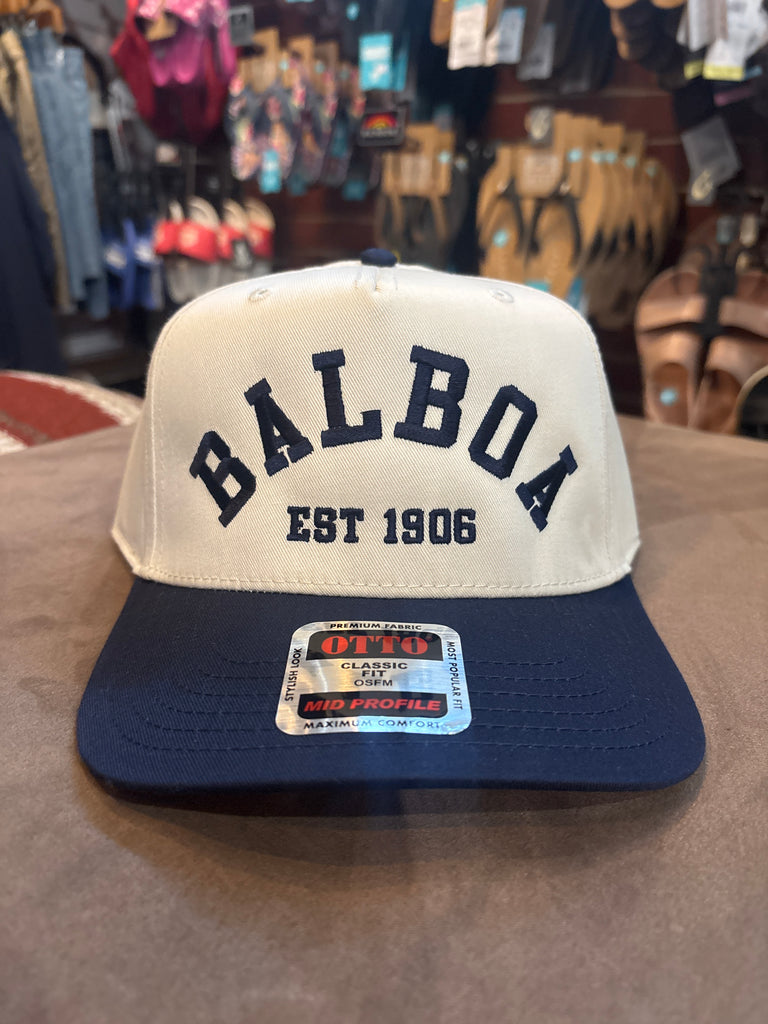 BALBOA
EST 1906
PREMIUM FABRIC
OTTO
CLASSIC
FIT
OSFM
MID PROFILE
MAXIMUM COMFORT
STYLISH LOOK
MOST POPULAR FIT